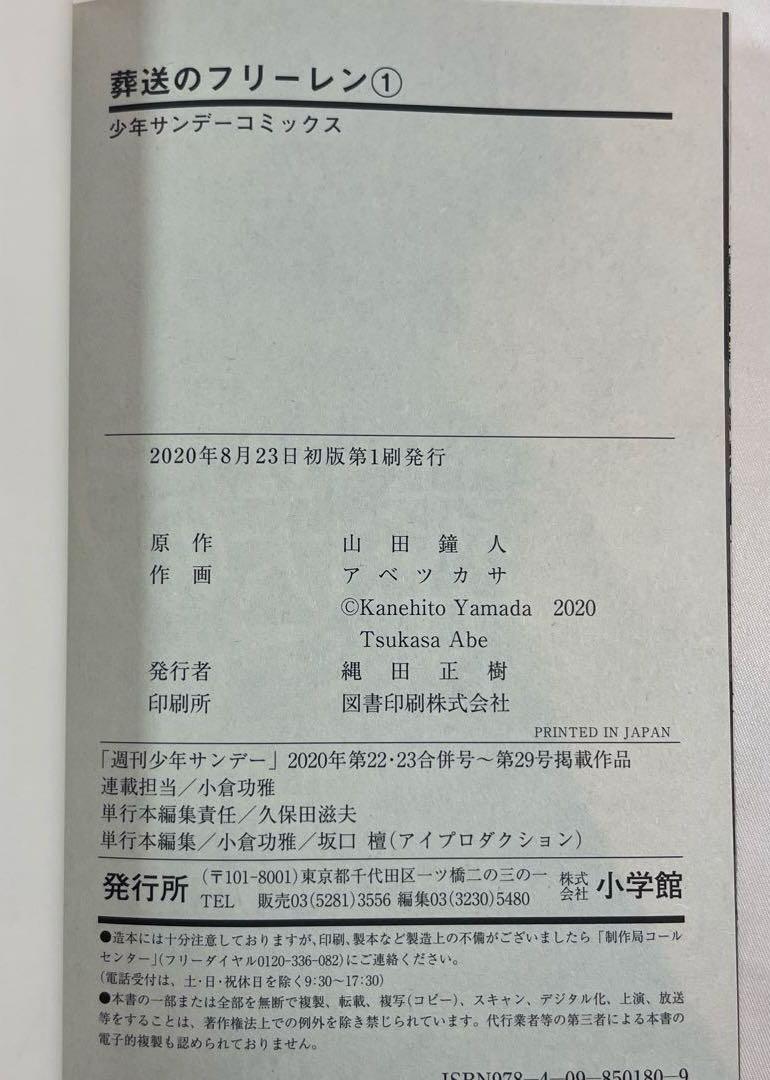 葬送のフリーレン①
少年サンデーコミックス
2020年8月23日初版第1刷発行
原 作 山 田 鐘 人
作 画 ア ベ ツ カ サ
©Kanehito Yamada 2020
Tsukasa Abe
発行者 縄 田 正 樹
印刷所 図書印刷株式会社
PRINTED IN JAPAN
「週刊少年サンデー」2020年第22・23合併号～第29号掲載作品
連載担当／小倉功雅
単行本編集責任／久保田滋夫
単行本編集／小倉功雅／坂口 檀(アイプロダクション)
発行所 (〒101-8001)東京都千代田区一ツ橋二の三の一 株式会社 小学館
TEL 販売03(5281)3556 編集03(3230)5480
●造本には十分注意しておりますが、印刷、製本など製造上の不備がございましたら「制作局コール
センター」(フリーダイヤル0120-336-082)にご連絡ください。
(電話受付は、土・日・祝休日を除く9:30～17:30)
●本書の一部または全部を無断で複製、転載、複写(コピー)、スキャン、デジタル化、上演、放送
等をすることは、著作権法上での例外を除き禁じられています。代行業者等の第三者による本書の
電子的複製も認められておりません。
ISBN978-4-09-850180-9